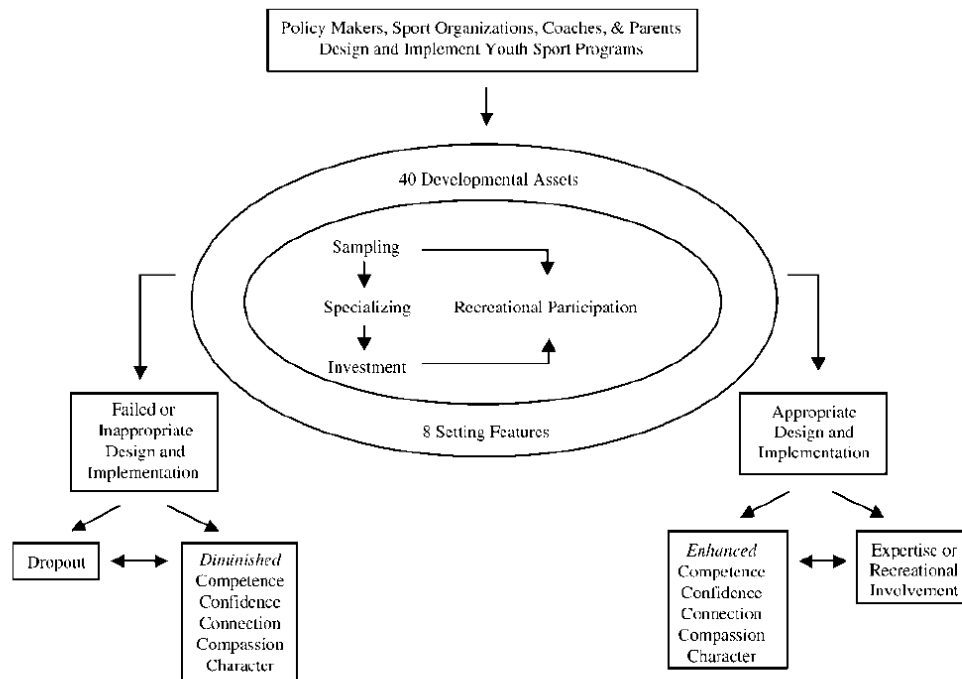 Policy Makers, Sport Organizations, Coaches, & Parents
Design and Implement Youth Sport Programs
40 Developmental Assets
Sampling
Specializing
Recreational Participation
Investment
8 Setting Features
Failed or
Inappropriate
Design and
Implementation
Appropriate
Design and
Implementation
Dropout
Diminished
Competence
Confidence
Connection
Compassion
Character
Enhanced
Competence
Confidence
Connection
Compassion
Character
Expertise or
Recreational
Involvement